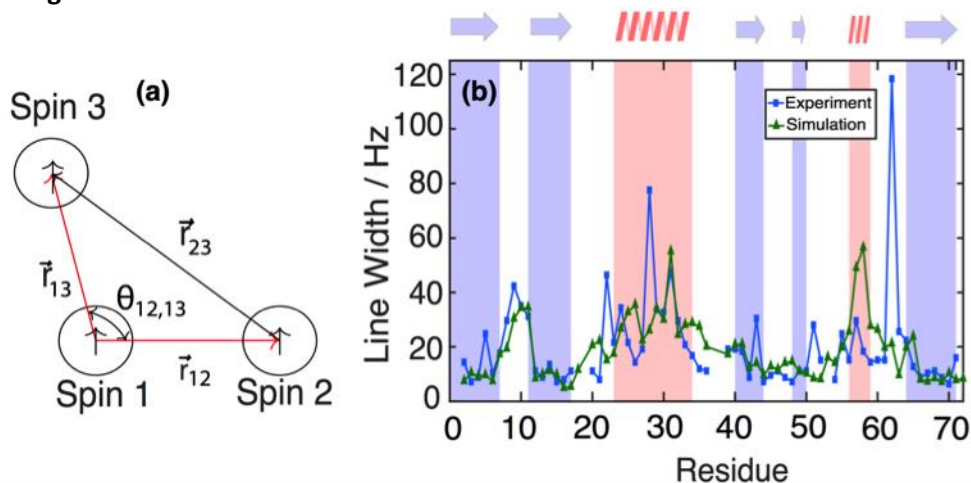 (a)
Spin 3
r⃗13
r⃗23
θ12,13
r⃗12
Spin 1
Spin 2
(b)
Experiment
Simulation
Line Width / Hz
120
100
80
60
40
20
0
0 10 20 30 40 50 60 70
Residue